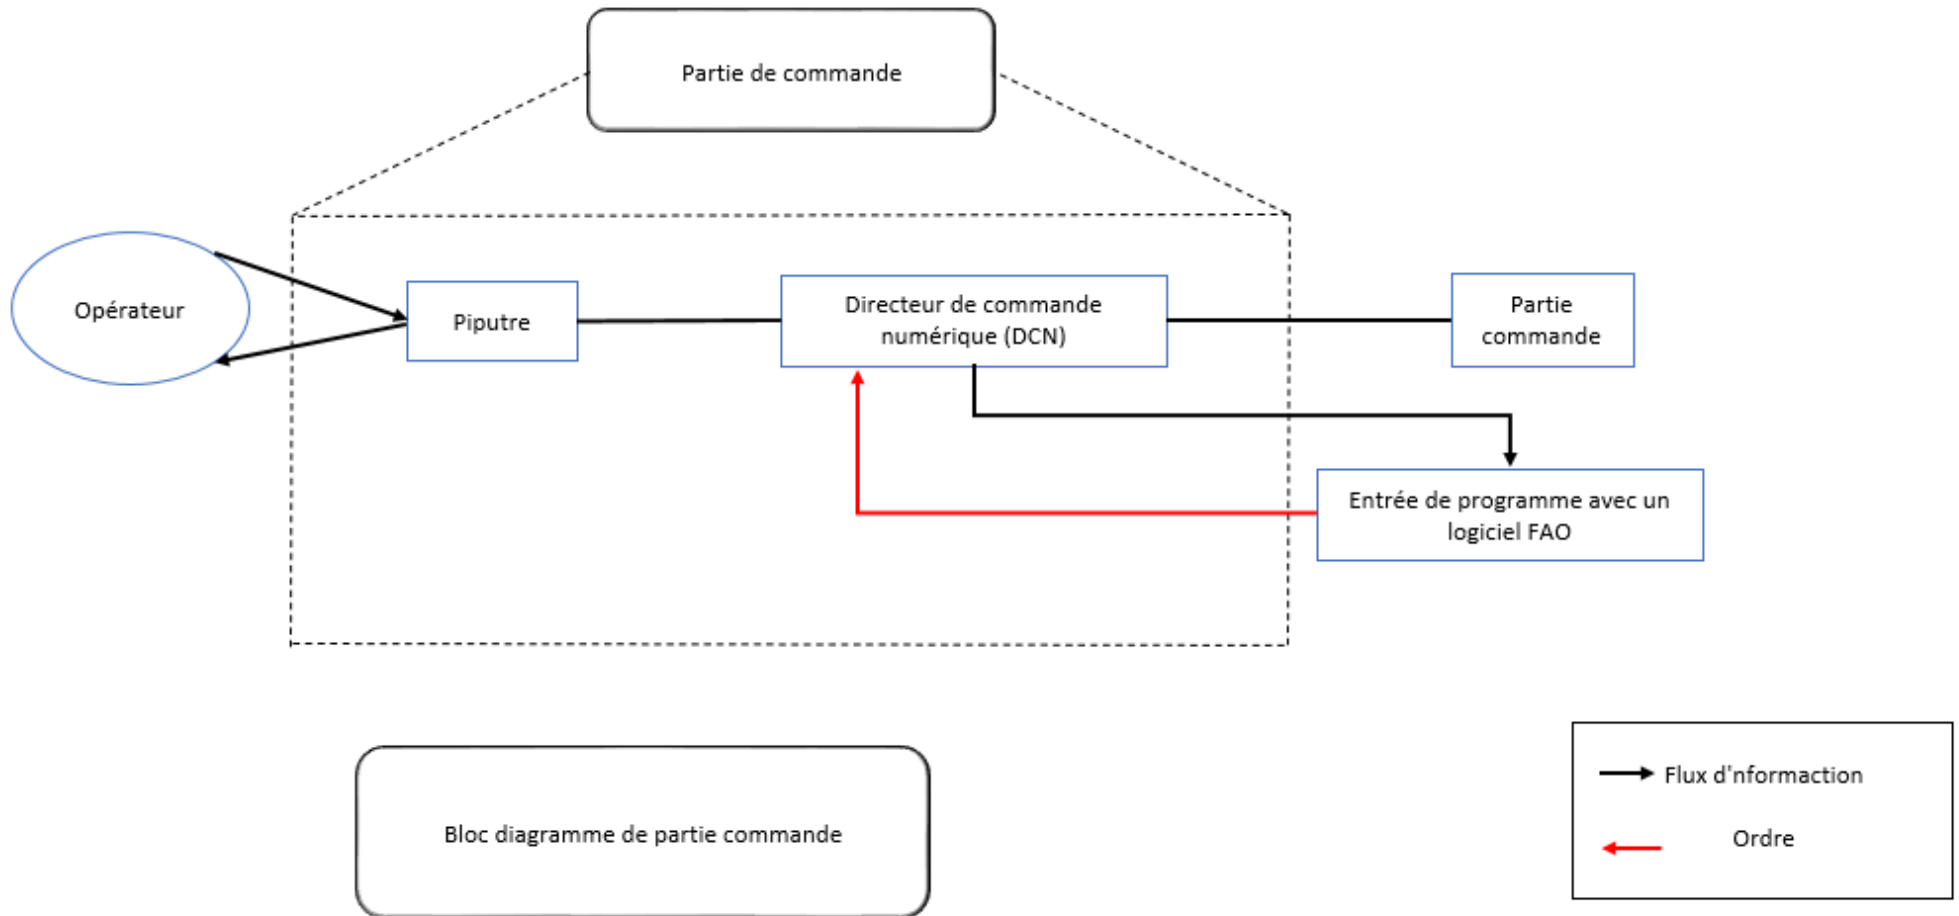 Partie de commande
Opérateur
Piputre
Directeur de commande
numérique (DCN)
Partie
commande
Entrée de programme avec un
logiciel FAO
Bloc diagramme de partie commande
Flux d'nformaction
Ordre